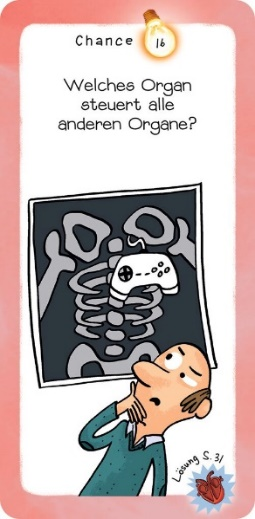 Chance 16
Welches Organ
steuert alle
anderen Organe?
Lösung S. 31